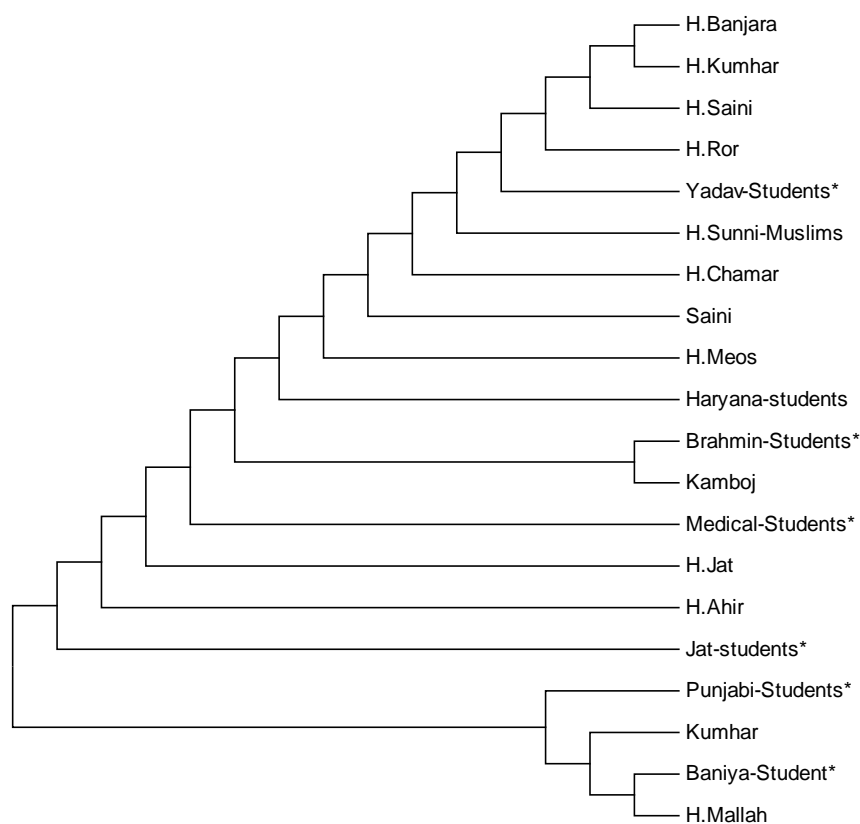 H.Banjara
H.Kumhar
H.Saini
H.Ror
Yadav-Students*
H.Sunni-Muslims
H.Chamar
Saini
H.Meos
Haryana-students
Brahmin-Students*
Kamboj
Medical-Students*
H.Jat
H.Ahir
Jat-students*
Punjabi-Students*
Kumhar
Baniya-Student*
H.Mallah